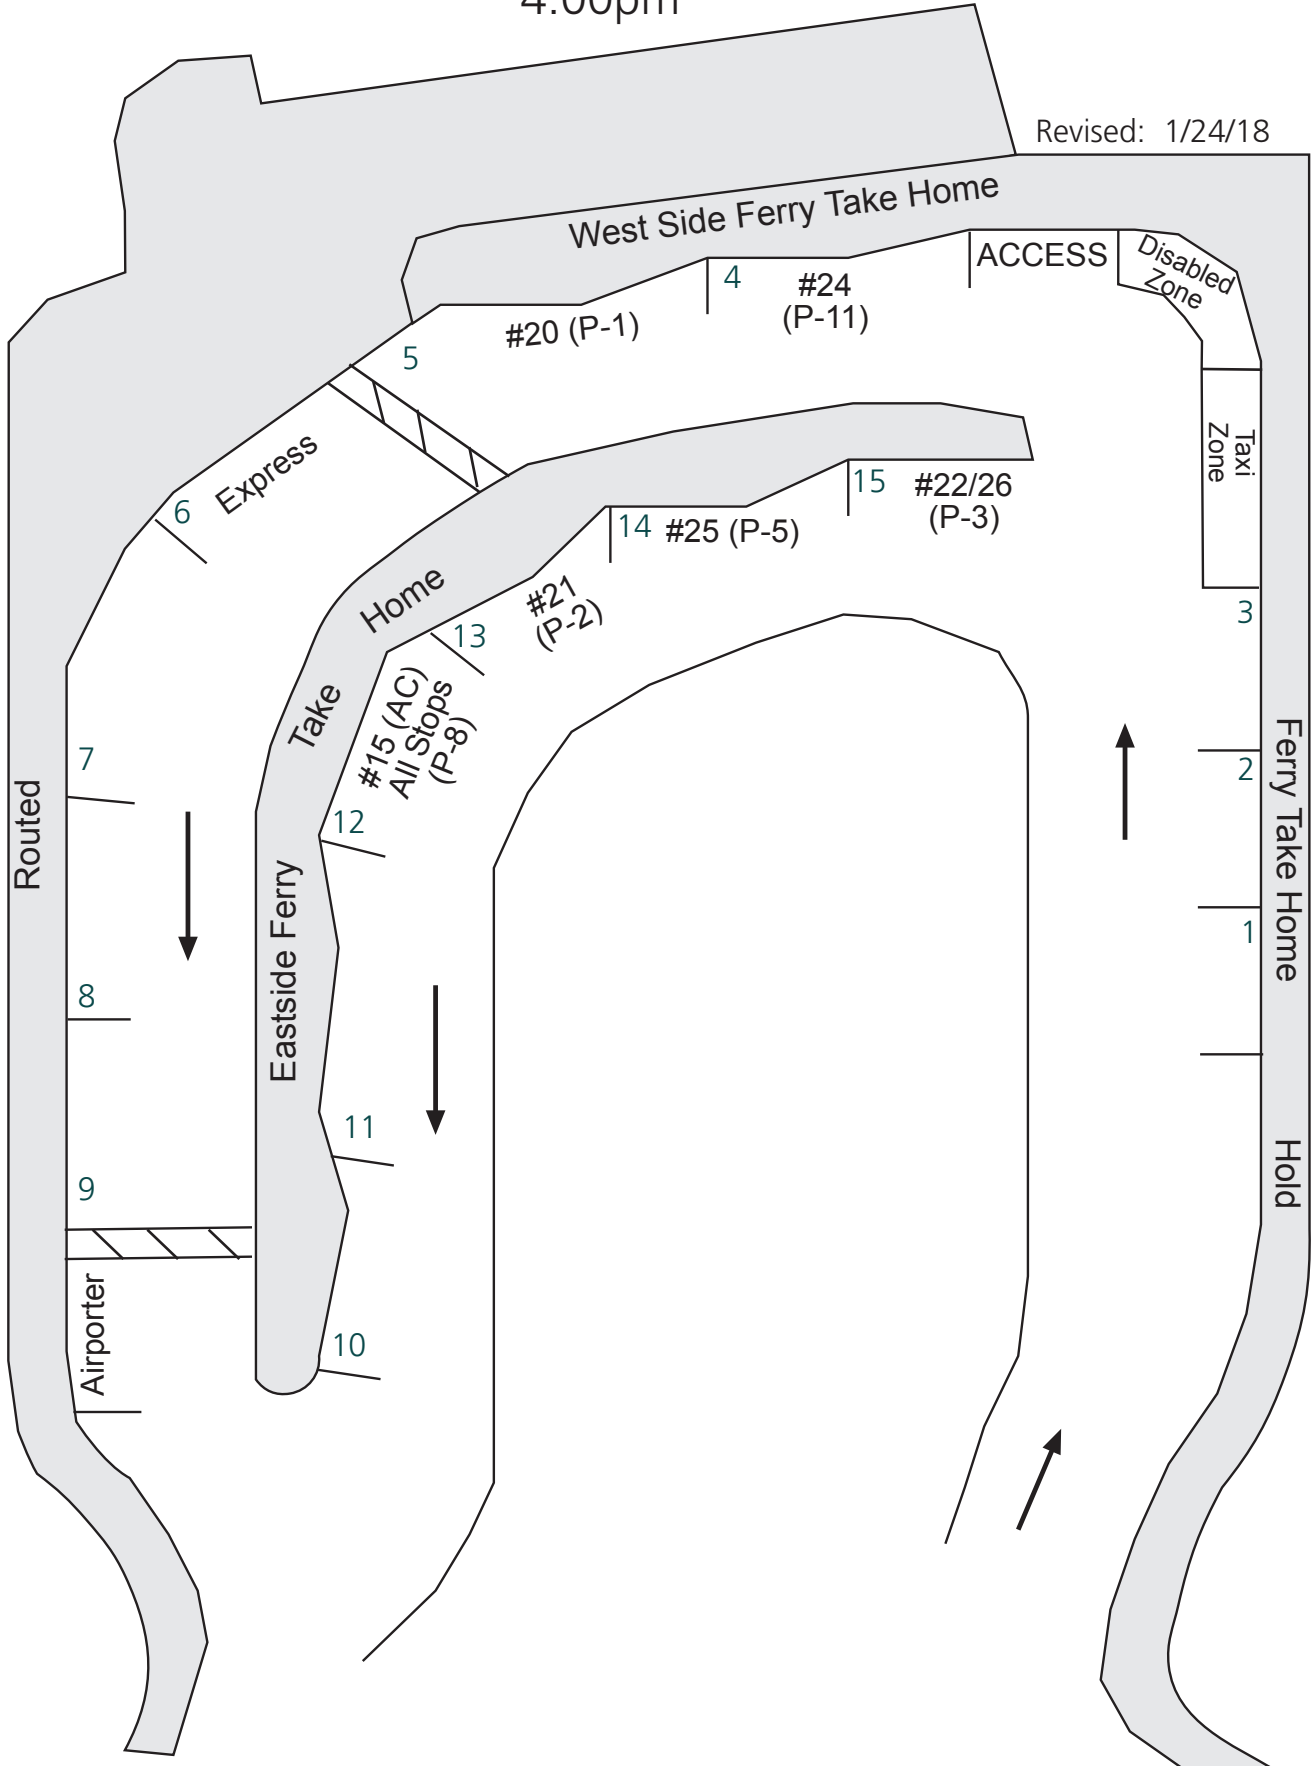 4:00pm
Revised: 1/24/18
West Side Ferry Take Home
ACCESS
Disabled
Zone
4
#24
(P-11)
#20 (P-1)
5
Taxi
Zone
Express
6
15
#22/26
(P-3)
14
#25 (P-5)
#21
(P-2)
13
Home
Take
Eastside Ferry
#15 (AC)
All Stops
(P-8)
12
3
2
1
Ferry Take Home
Hold
7
Routed
8
9
11
10
Airporter